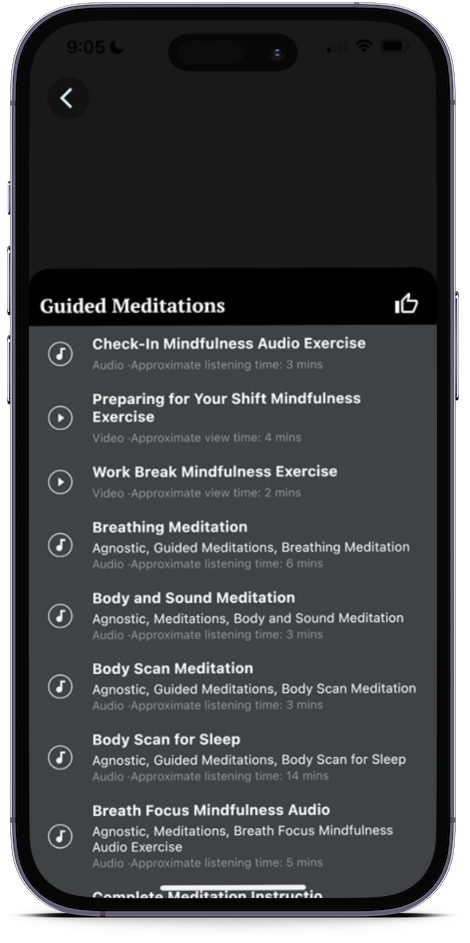 9:05
Guided Meditations
Check-In Mindfulness Audio Exercise
Audio ·Approximate listening time: 3 mins
Preparing for Your Shift Mindfulness
Exercise
Video ·Approximate view time: 4 mins
Work Break Mindfulness Exercise
Video ·Approximate view time: 2 mins
Breathing Meditation
Agnostic, Guided Meditations, Breathing Meditation
Audio ·Approximate listening time: 6 mins
Body and Sound Meditation
Agnostic, Meditations, Body and Sound Meditation
Audio ·Approximate listening time: 3 mins
Body Scan Meditation
Agnostic, Guided Meditations, Body Scan Meditation
Audio ·Approximate listening time: 3 mins
Body Scan for Sleep
Agnostic, Guided Meditations, Body Scan for Sleep
Audio ·Approximate listening time: 14 mins
Breath Focus Mindfulness Audio
Agnostic, Meditations, Breath Focus Mindfulness
Audio Exercise
Audio ·Approximate listening time: 5 mins
Complete Meditation Instructio